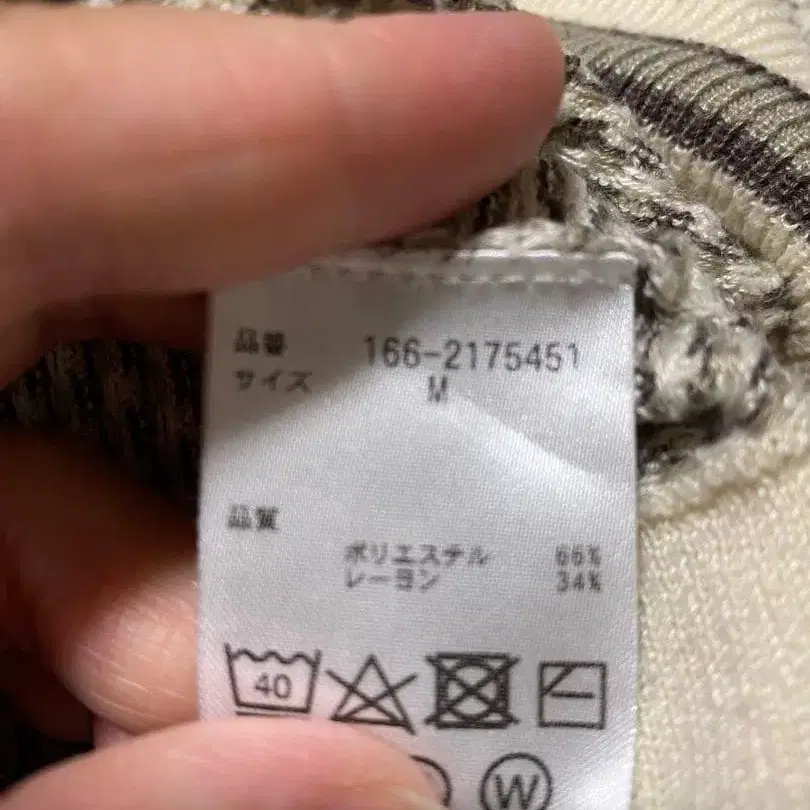 品番 166-2175451
サイズ M
品質
ポリエステル 66%
レーヨン 34%
40
W